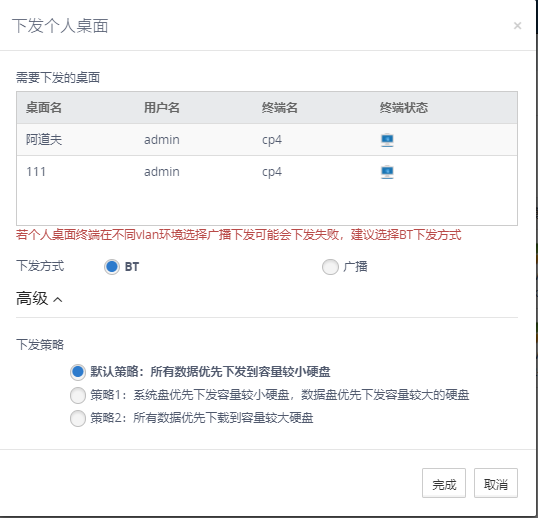 下发个人桌面 ×
需要下发的桌面
桌面名 用户名 终端名 终端状态
阿道夫 admin cp4
111 admin cp4
若个人桌面终端在不同vlan环境选择广播下发可能会下发失败，建议选择BT下发方式
下发方式 BT 广播
高级
下发策略
默认策略：所有数据优先下发到容量较小硬盘
策略1：系统盘优先下发容量较小硬盘，数据盘优先下发容量较大的硬盘
策略2：所有数据优先下载到容量较大硬盘
完成 取消